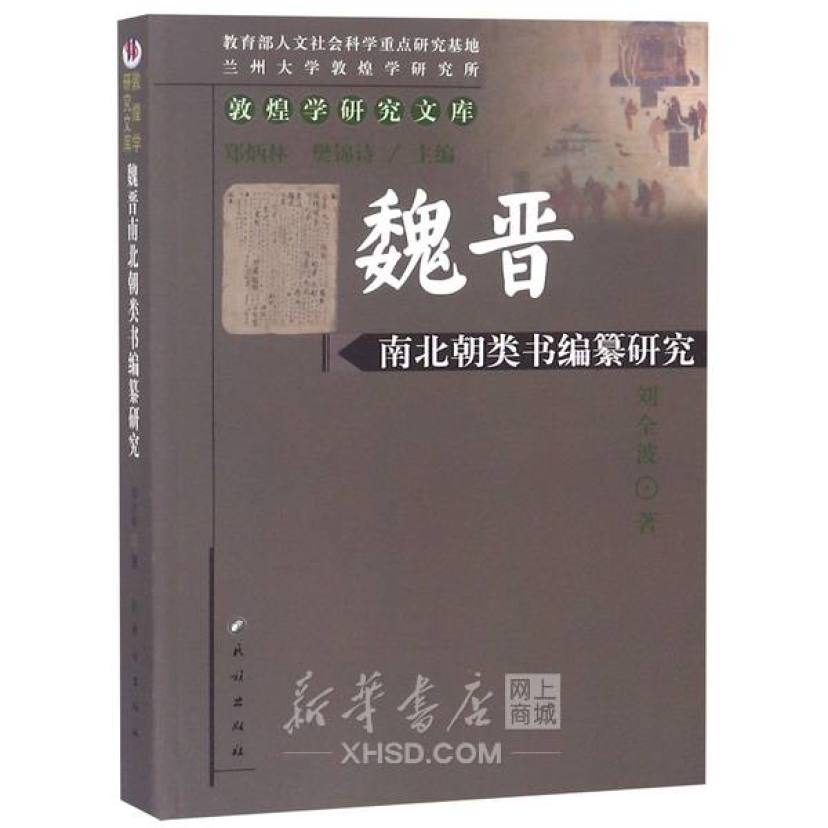 教育部人文社会科学重点研究基地
兰州大学敦煌学研究所
敦煌学研究文库
郑炳林 樊锦诗/主编
魏晋
南北朝类书编纂研究
刘全波⊙著
民族出版社
敦煌学
研究文库
魏晋南北朝类书编纂研究
新華書店
网上
商城
XHSD.COM